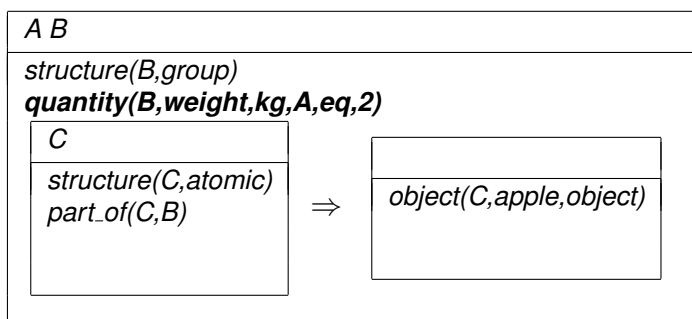 A B
structure(B,group)
quantity(B,weight,kg,A,eq,2)
C
structure(C,atomic)
part_of(C,B)
⇒
object(C,apple,object)